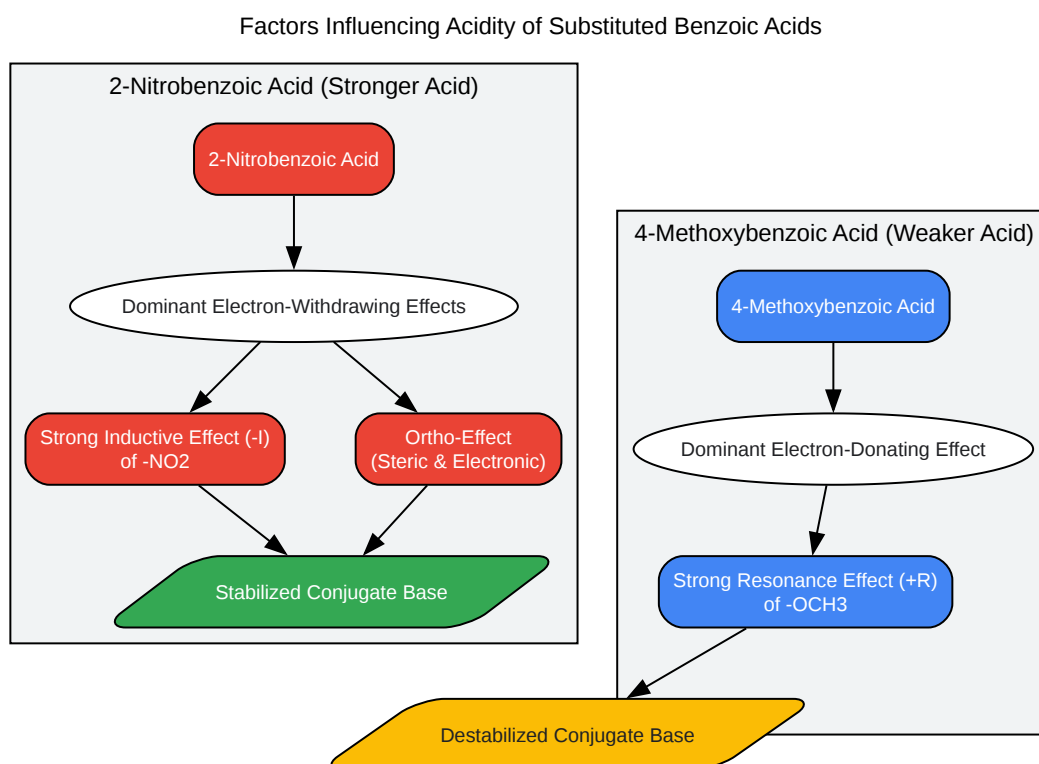 Factors Influencing Acidity of Substituted Benzoic Acids
2-Nitrobenzoic Acid (Stronger Acid)
2-Nitrobenzoic Acid
Dominant Electron-Withdrawing Effects
Strong Inductive Effect (-I)
of -NO2
Ortho-Effect
(Steric & Electronic)
Stabilized Conjugate Base
4-Methoxybenzoic Acid (Weaker Acid)
4-Methoxybenzoic Acid
Dominant Electron-Donating Effect
Strong Resonance Effect (+R)
of -OCH3
Destabilized Conjugate Base